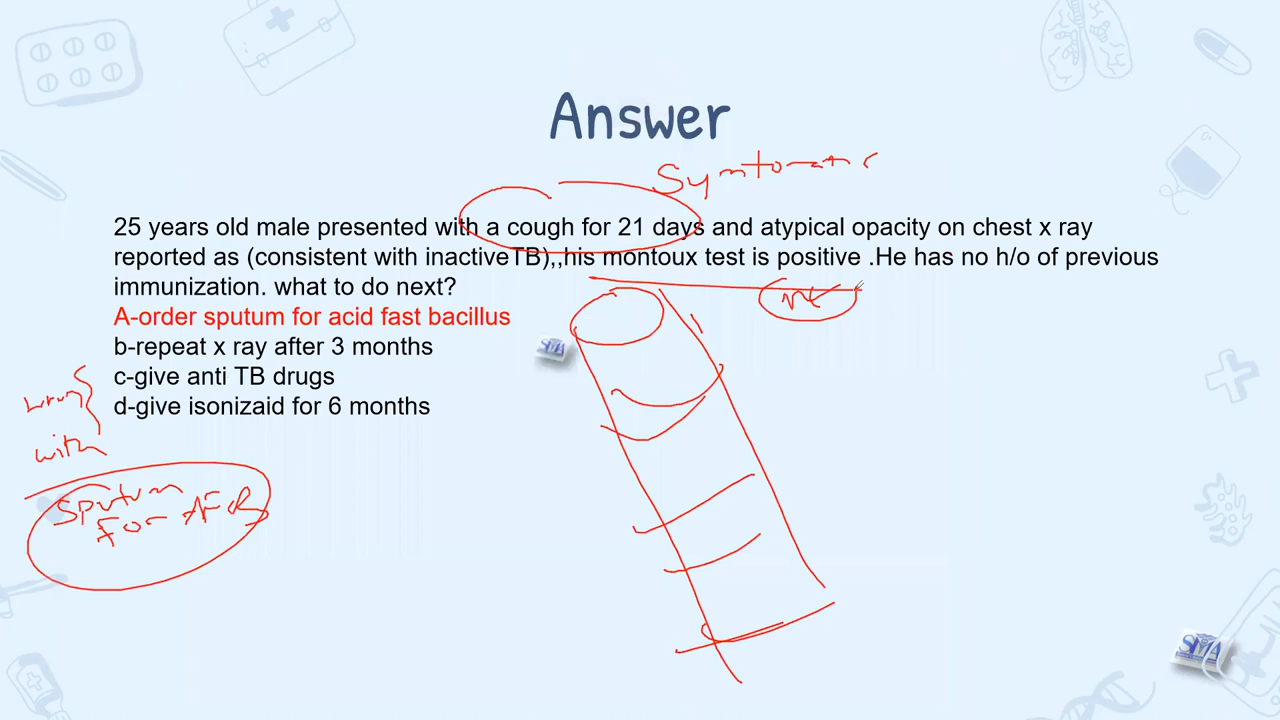 Answer
Symtomatic
25 years old male presented with a cough for 21 days and atypical opacity on chest x ray
reported as (consistent with inactiveTB),,his montoux test is positive .He has no h/o of previous
immunization. what to do next?
A-order sputum for acid fast bacillus
b-repeat x ray after 3 months
c-give anti TB drugs
d-give isonizaid for 6 months
with
Sputum
For AFB
SMA
SMA